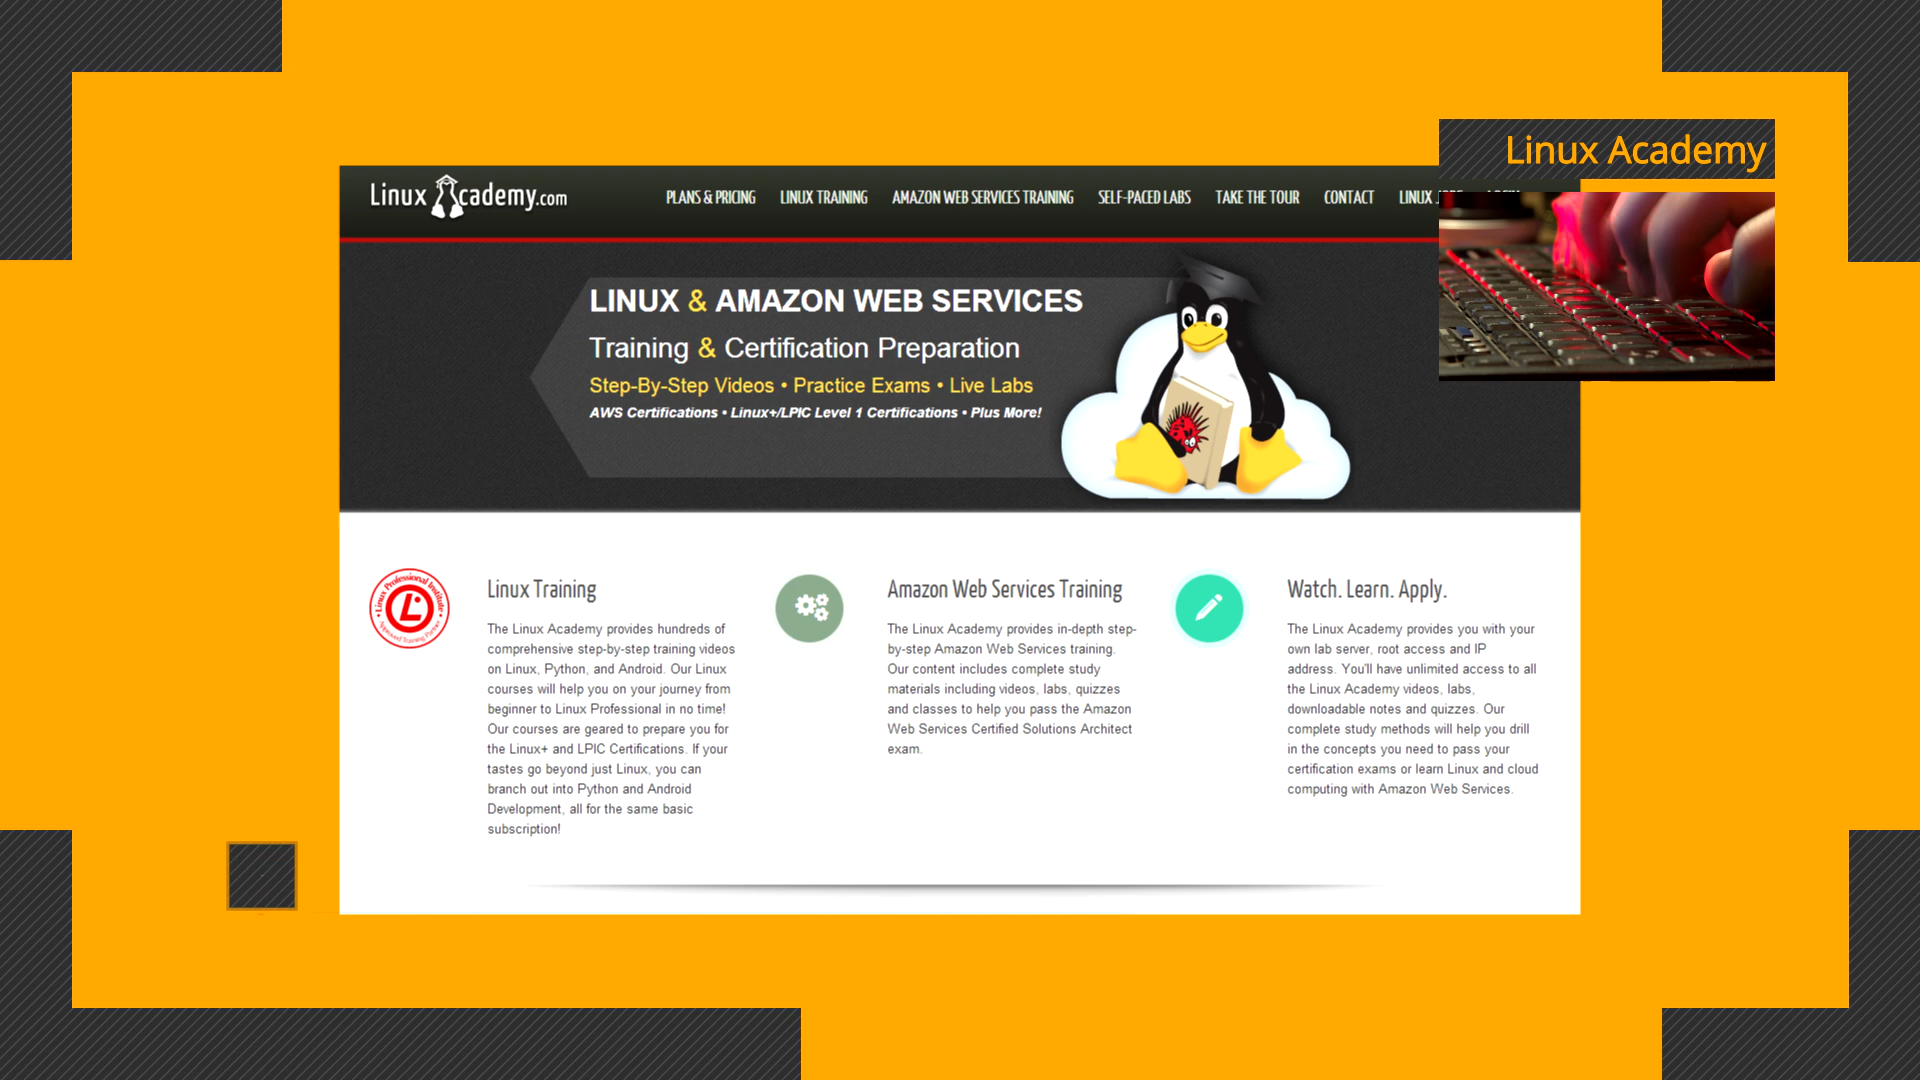 Linux Academy
Linux Academy.com
PLANS & PRICING LINUX TRAINING AMAZON WEB SERVICES TRAINING SELF-PACED LABS TAKE THE TOUR CONTACT LINUX
LINUX & AMAZON WEB SERVICES
Training & Certification Preparation
Step-By-Step Videos • Practice Exams • Live Labs
AWS Certifications • Linux+/LPIC Level 1 Certifications • Plus More!
Linux Professional Institute
Approved Training Partner
Linux Training
The Linux Academy provides hundreds of
comprehensive step-by-step training videos
on Linux, Python, and Android. Our Linux
courses will help you on your journey from
beginner to Linux Professional in no time!
Our courses are geared to prepare you for
the Linux+ and LPIC Certifications. If your
tastes go beyond just Linux, you can
branch out into Python and Android
Development, all for the same basic
subscription!
Amazon Web Services Training
The Linux Academy provides in-depth step-
by-step Amazon Web Services training.
Our content includes complete study
materials including videos, labs, quizzes
and classes to help you pass the Amazon
Web Services Certified Solutions Architect
exam.
Watch. Learn. Apply.
The Linux Academy provides you with your
own lab server, root access and IP
address. You'll have unlimited access to all
the Linux Academy videos, labs,
downloadable notes and quizzes. Our
complete study methods will help you drill
in the concepts you need to pass your
certification exams or learn Linux and cloud
computing with Amazon Web Services.